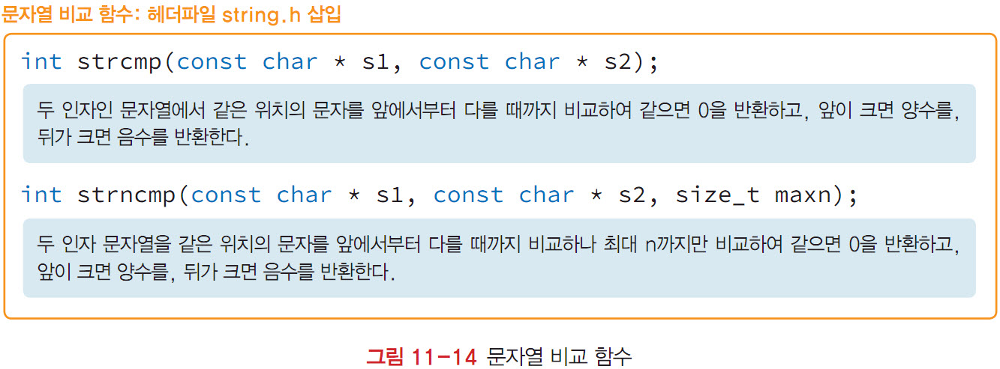 문자열 비교 함수: 헤더파일 string.h 삽입
int strcmp(const char * s1, const char * s2);
두 인자인 문자열에서 같은 위치의 문자를 앞에서부터 다를 때까지 비교하여 같으면 0을 반환하고, 앞이 크면 양수를,
뒤가 크면 음수를 반환한다.
int strncmp(const char * s1, const char * s2, size_t maxn);
두 인자 문자열을 같은 위치의 문자를 앞에서부터 다를 때까지 비교하나 최대 n까지만 비교하여 같으면 0을 반환하고,
앞이 크면 양수를, 뒤가 크면 음수를 반환한다.
그림 11-14 문자열 비교 함수